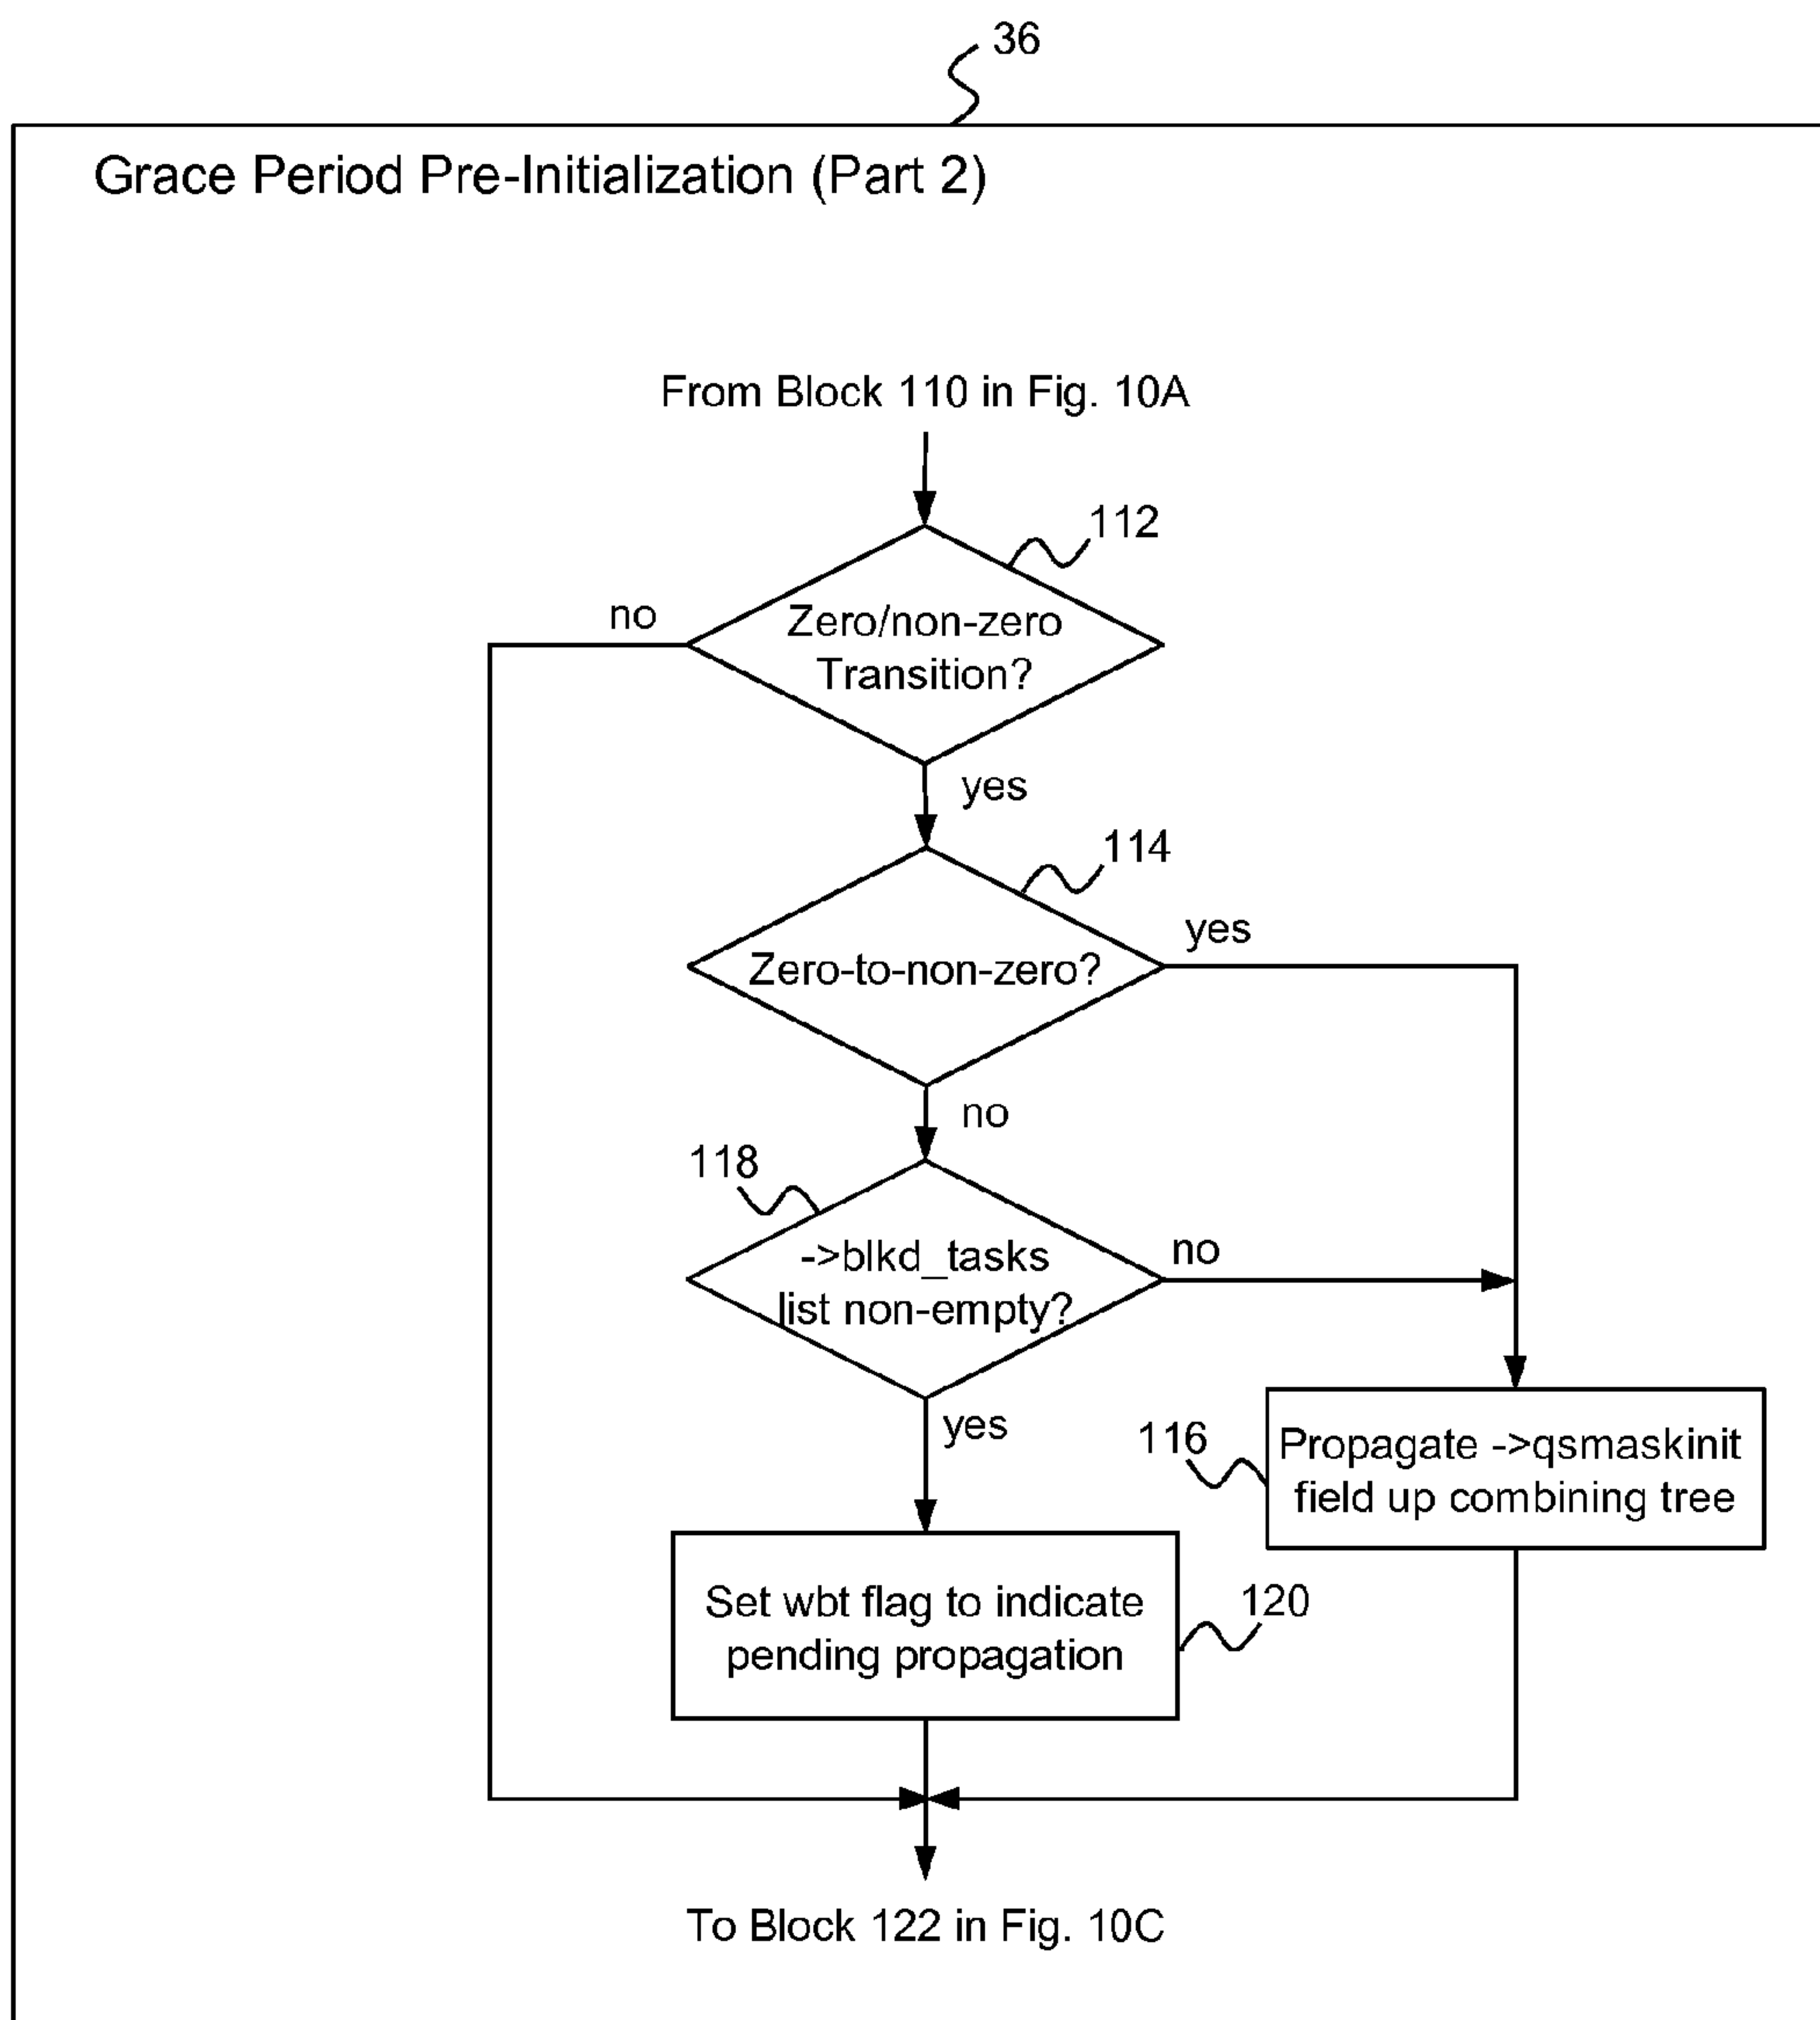 36
Grace Period Pre-Initialization (Part 2)
From Block 110 in Fig. 10A
112
no
Zero/non-zero
Transition?
yes
114
yes
Zero-to-non-zero?
no
118
no
->blkd_tasks
list non-empty?
yes
116
Propagate ->qsmaskinit
field up combining tree
Set wbt flag to indicate
pending propagation
120
To Block 122 in Fig. 10C